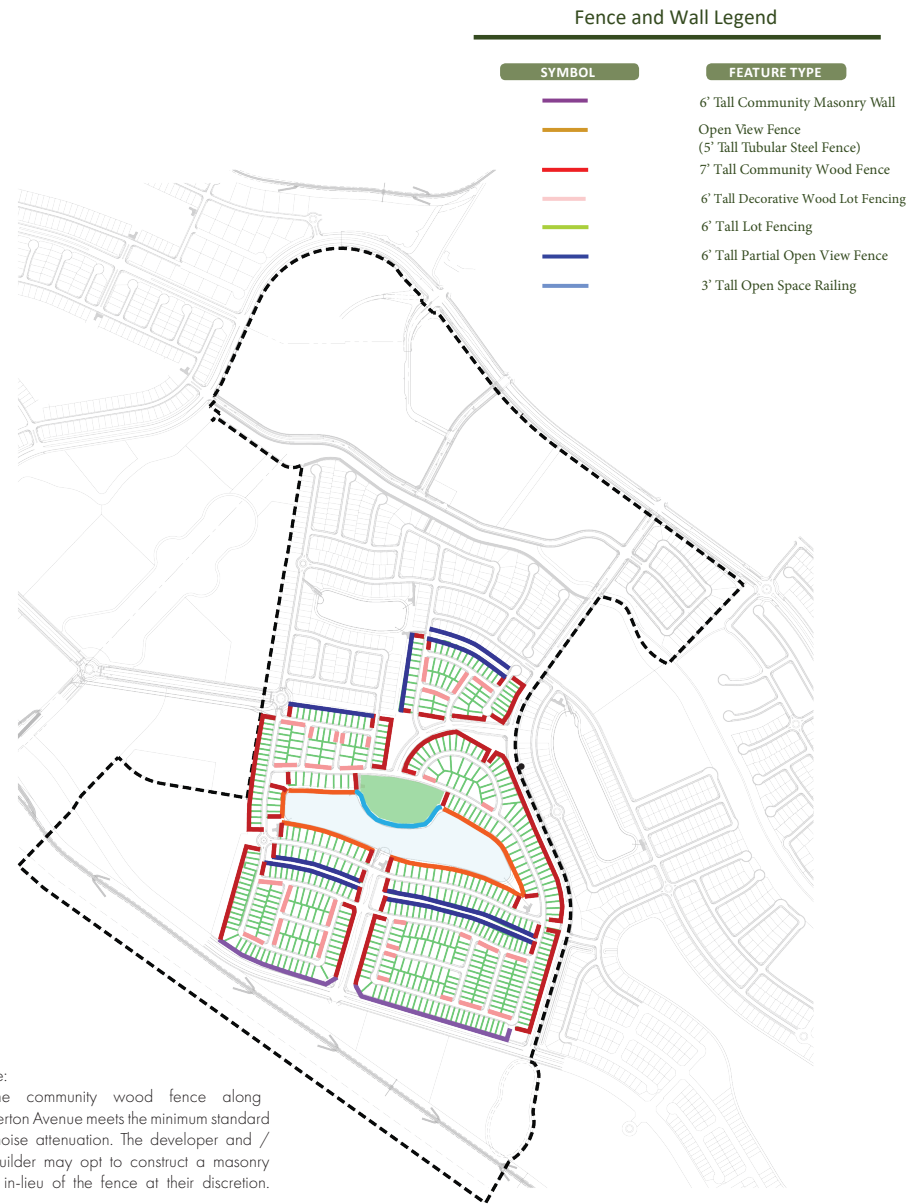 Fence and Wall Legend
SYMBOL
FEATURE TYPE
6’ Tall Community Masonry Wall
Open View Fence
(5’ Tall Tubular Steel Fence)
7’ Tall Community Wood Fence
6’ Tall Decorative Wood Lot Fencing
6’ Tall Lot Fencing
6’ Tall Partial Open View Fence
3’ Tall Open Space Railing
e:
ne community wood fence along
erton Avenue meets the minimum standard
noise attenuation. The developer and /
uilder may opt to construct a masonry
in-lieu of the fence at their discretion.